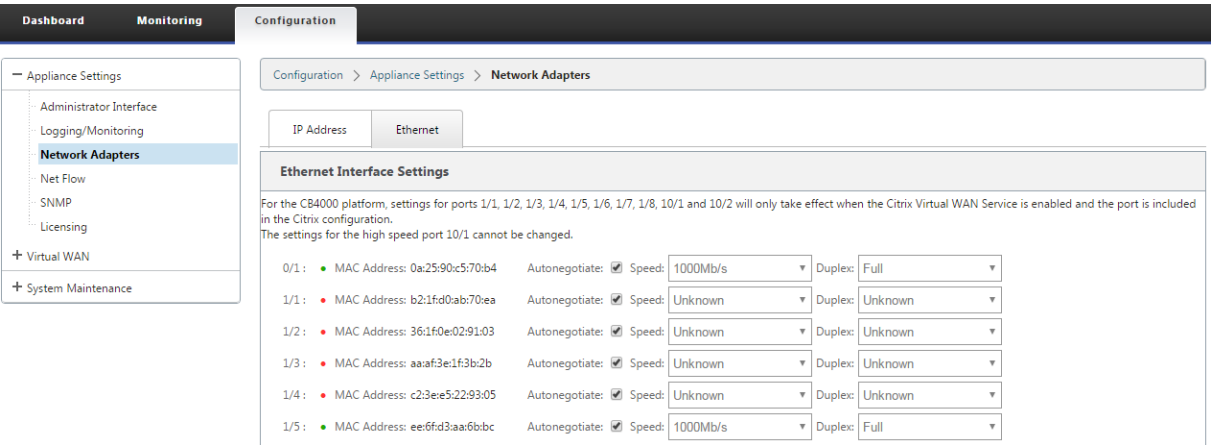 Dashboard Monitoring Configuration
Appliance Settings
Administrator Interface
Logging/Monitoring
Network Adapters
Net Flow
SNMP
Licensing
Virtual WAN
System Maintenance
Configuration > Appliance Settings > Network Adapters
IP Address Ethernet
Ethernet Interface Settings
For the CB4000 platform, settings for ports 1/1, 1/2, 1/3, 1/4, 1/5, 1/6, 1/7, 1/8, 10/1 and 10/2 will only take effect when the Citrix Virtual WAN Service is enabled and the port is included
in the Citrix configuration.
The settings for the high speed port 10/1 cannot be changed.
0/1 : MAC Address: 0a:25:90:c5:70:b4 Autonegotiate: Speed: 1000Mb/s Duplex: Full
1/1 : MAC Address: b2:1f:d0:ab:70:ea Autonegotiate: Speed: Unknown Duplex: Unknown
1/2 : MAC Address: 36:1f:0e:02:91:03 Autonegotiate: Speed: Unknown Duplex: Unknown
1/3 : MAC Address: aa:af:3e:1f:3b:2b Autonegotiate: Speed: Unknown Duplex: Unknown
1/4 : MAC Address: c2:3e:e5:22:93:05 Autonegotiate: Speed: Unknown Duplex: Unknown
1/5 : MAC Address: ee:6f:d3:aa:6b:bc Autonegotiate: Speed: 1000Mb/s Duplex: Full